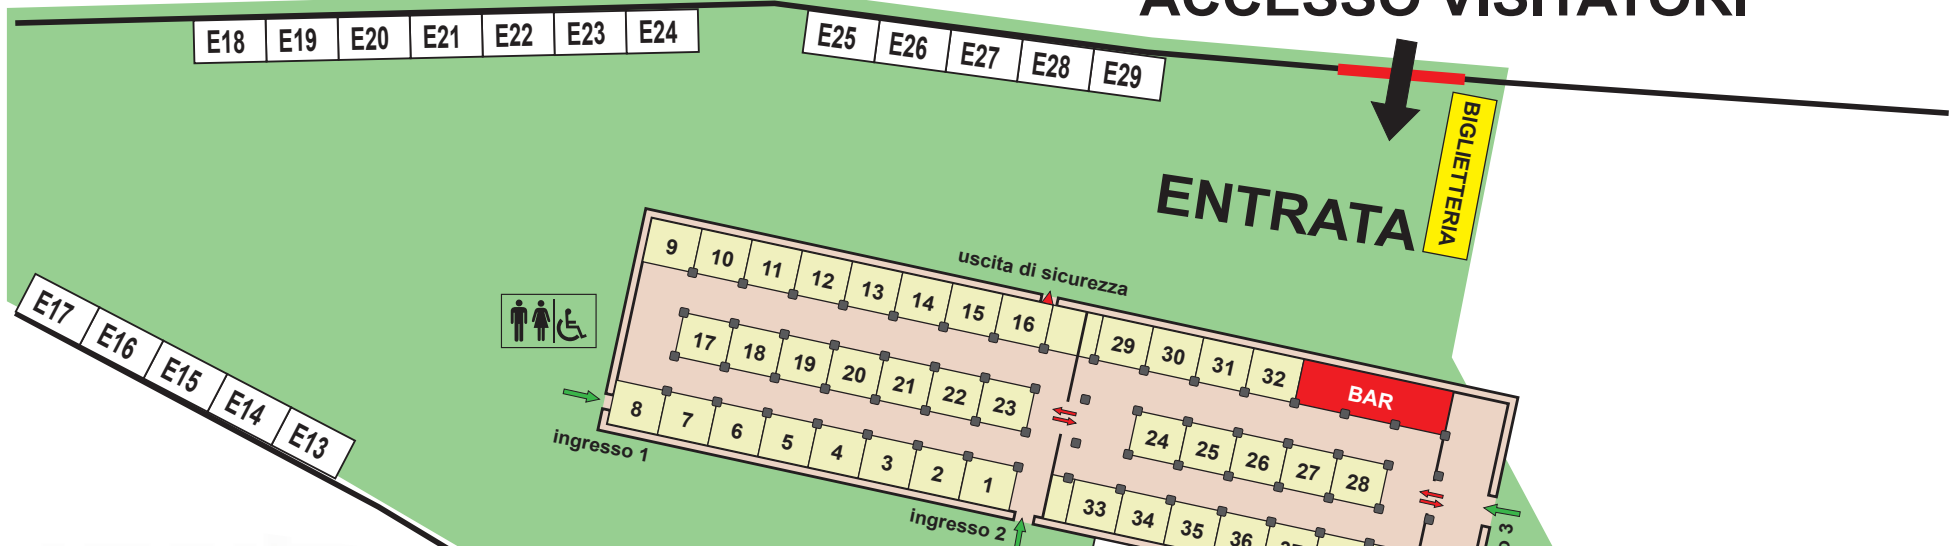 ACCESSO VISITATORI
E18 E19 E20 E21 E22 E23 E24
E25 E26 E27 E28 E29
BIGLIETTERIA
ENTRATA
uscita di sicurezza
9 10 11 12 13 14 15 16
29 30 31 32 BAR
E17 E16 E15 E14 E13
17 18 19 20 21 22 23
24 25 26 27 28
8 7 6 5 4 3 2 1
ingresso 1
33 34 35 36
ingresso 2
3